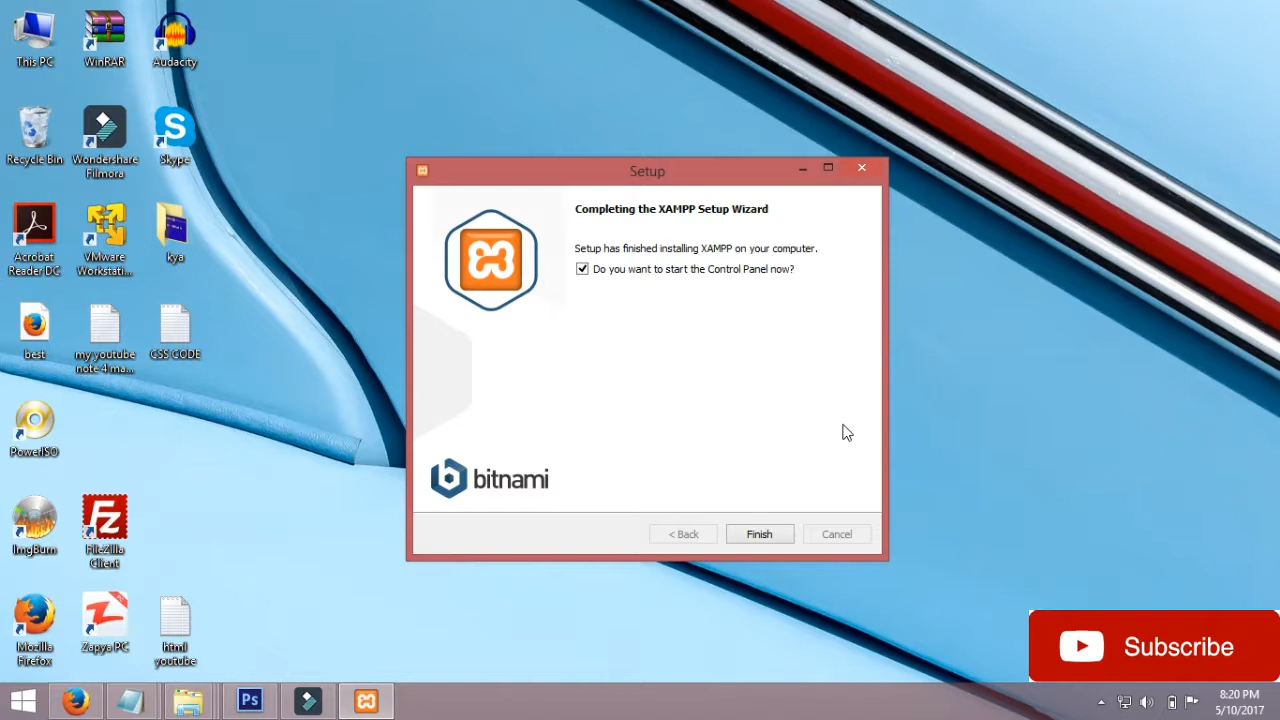 This PC
WinRAR
Audacity
Recycle Bin
Wondershare
Filmora
Skype
Acrobat
Reader DC
VMware
Workstati...
kya
best
my youtube
note 4 ma...
CSS CODE
PowerISO
ImgBurn
FileZilla
Client
Mozilla
Firefox
Zapya PC
html
youtube
Setup
Completing the XAMPP Setup Wizard
Setup has finished installing XAMPP on your computer.
Do you want to start the Control Panel now?
bitnami
< Back
Finish
Cancel
Subscribe
Ps
8:20 PM
5/10/2017